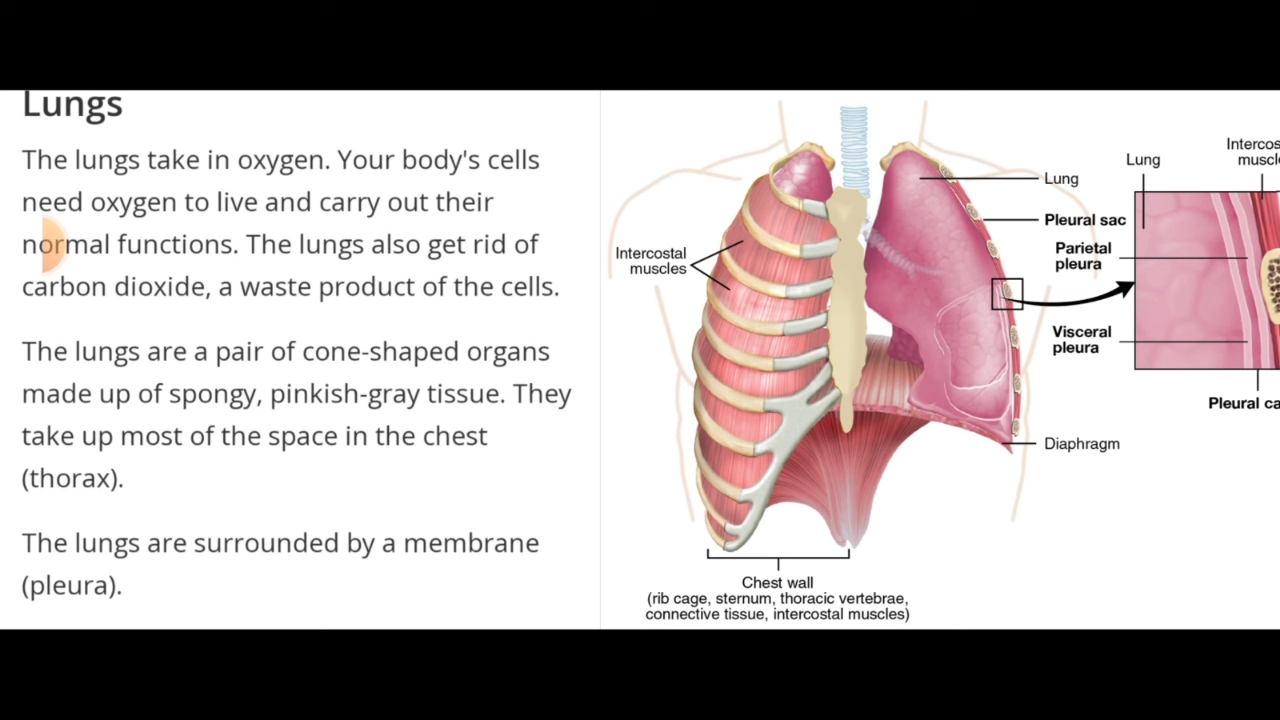 Lungs
The lungs take in oxygen. Your body's cells
need oxygen to live and carry out their
normal functions. The lungs also get rid of
carbon dioxide, a waste product of the cells.
The lungs are a pair of cone-shaped organs
made up of spongy, pinkish-gray tissue. They
take up most of the space in the chest
(thorax).
The lungs are surrounded by a membrane
(pleura).
Intercostal
muscles
Lung
Pleural sac
Parietal
pleura
Visceral
pleura
Diaphragm
Chest wall
(rib cage, sternum, thoracic vertebrae,
connective tissue, intercostal muscles)
Lung
Intercos
muscl
Pleural ca